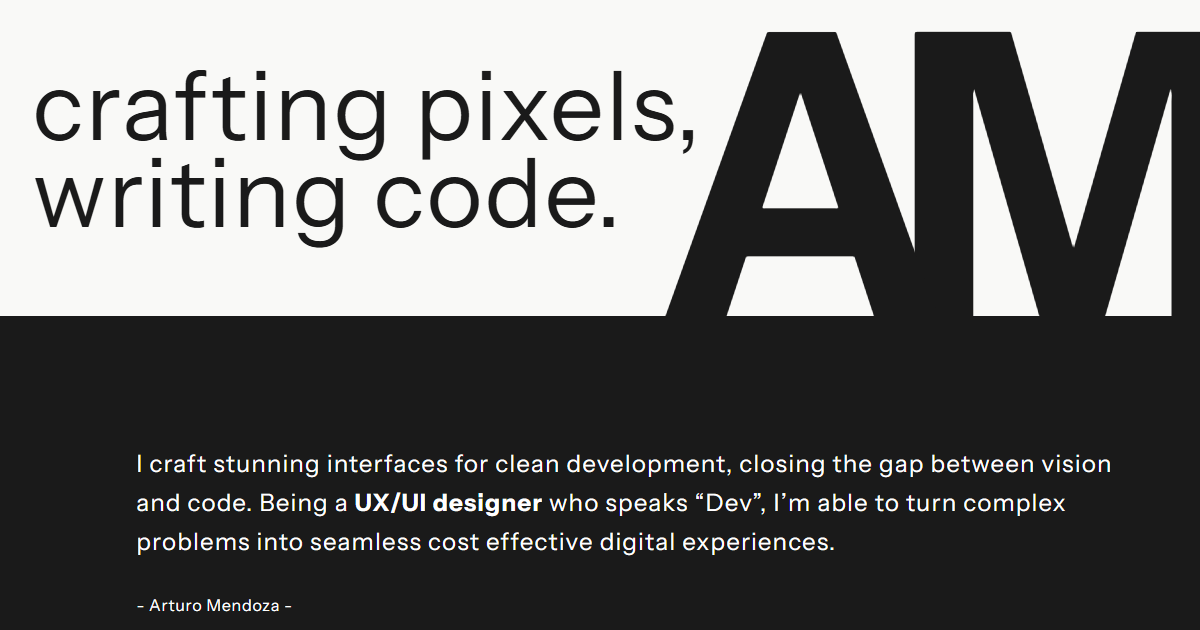 crafting pixels,
writing code.
AM
I craft stunning interfaces for clean development, closing the gap between vision
and code. Being a UX/UI designer who speaks “Dev”, I’m able to turn complex
problems into seamless cost effective digital experiences.
- Arturo Mendoza -